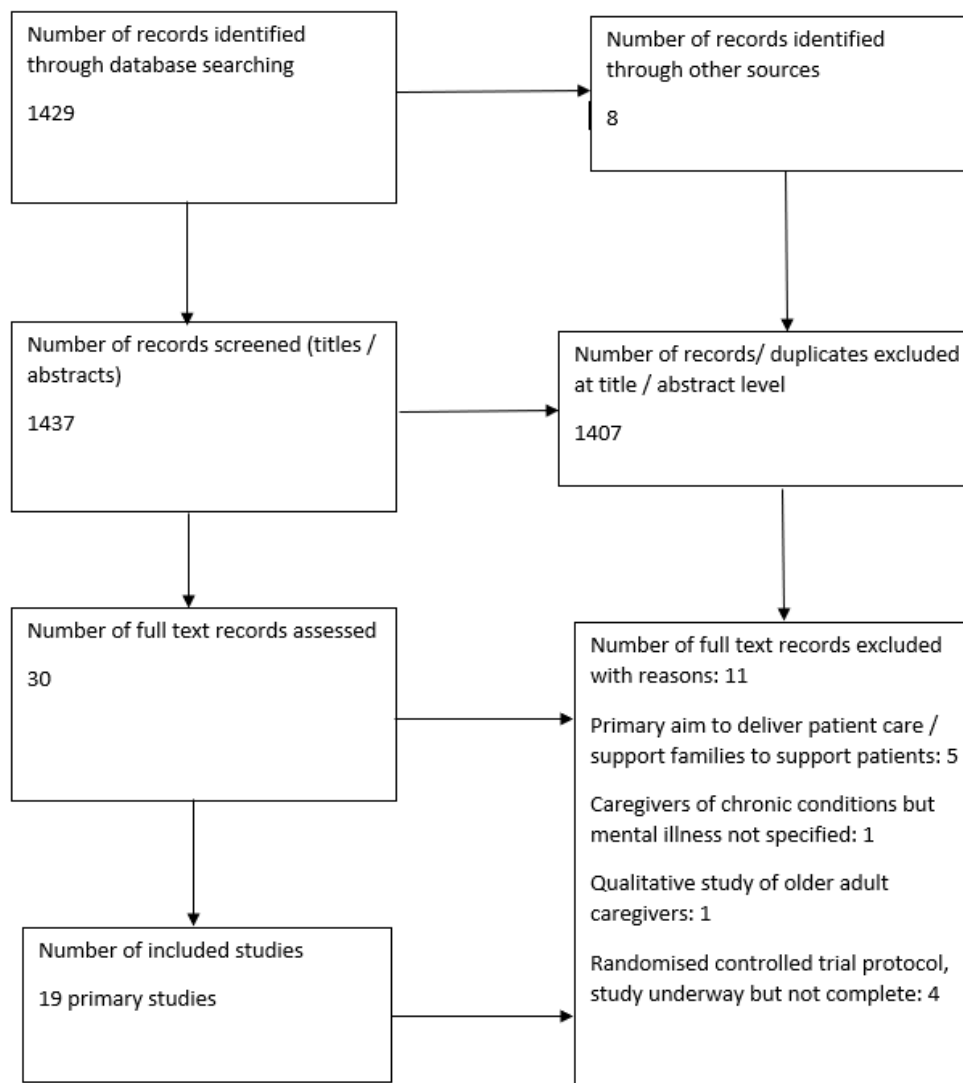 Number of records identified
through database searching
1429
Number of records identified
through other sources
8
Number of records screened (titles /
abstracts)
1437
Number of records/ duplicates excluded
at title / abstract level
1407
Number of full text records assessed
30
Number of full text records excluded
with reasons: 11
Primary aim to deliver patient care /
support families to support patients: 5
Caregivers of chronic conditions but
mental illness not specified: 1
Qualitative study of older adult
caregivers: 1
Randomised controlled trial protocol,
study underway but not complete: 4
Number of included studies
19 primary studies